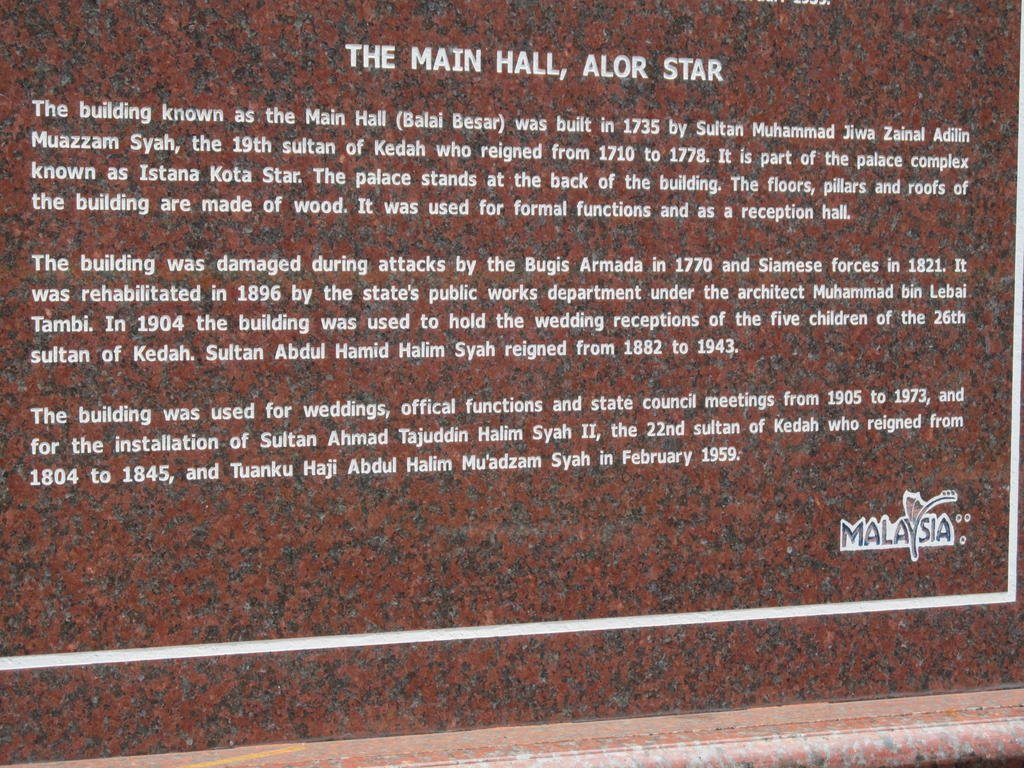 1959.
THE MAIN HALL, ALOR STAR
The building known as the Main Hall (Balai Besar) was built in 1735 by Sultan Muhammad Jiwa Zainal Adilin
Muazzam Syah, the 19th sultan of Kedah who reigned from 1710 to 1778. It is part of the palace complex
known as Istana Kota Star. The palace stands at the back of the building. The floors, pillars and roofs of
the building are made of wood. It was used for formal functions and as a reception hall.
The building was damaged during attacks by the Bugis Armada in 1770 and Siamese forces in 1821. It
was rehabilitated in 1896 by the state's public works department under the architect Muhammad bin Lebai
Tambi. In 1904 the building was used to hold the wedding receptions of the five children of the 26th
sultan of Kedah. Sultan Abdul Hamid Halim Syah reigned from 1882 to 1943.
The building was used for weddings, offical functions and state council meetings from 1905 to 1973, and
for the installation of Sultan Ahmad Tajuddin Halim Syah II, the 22nd sultan of Kedah who reigned from
1804 to 1845, and Tuanku Haji Abdul Halim Mu'adzam Syah in February 1959.
MALAYSIA